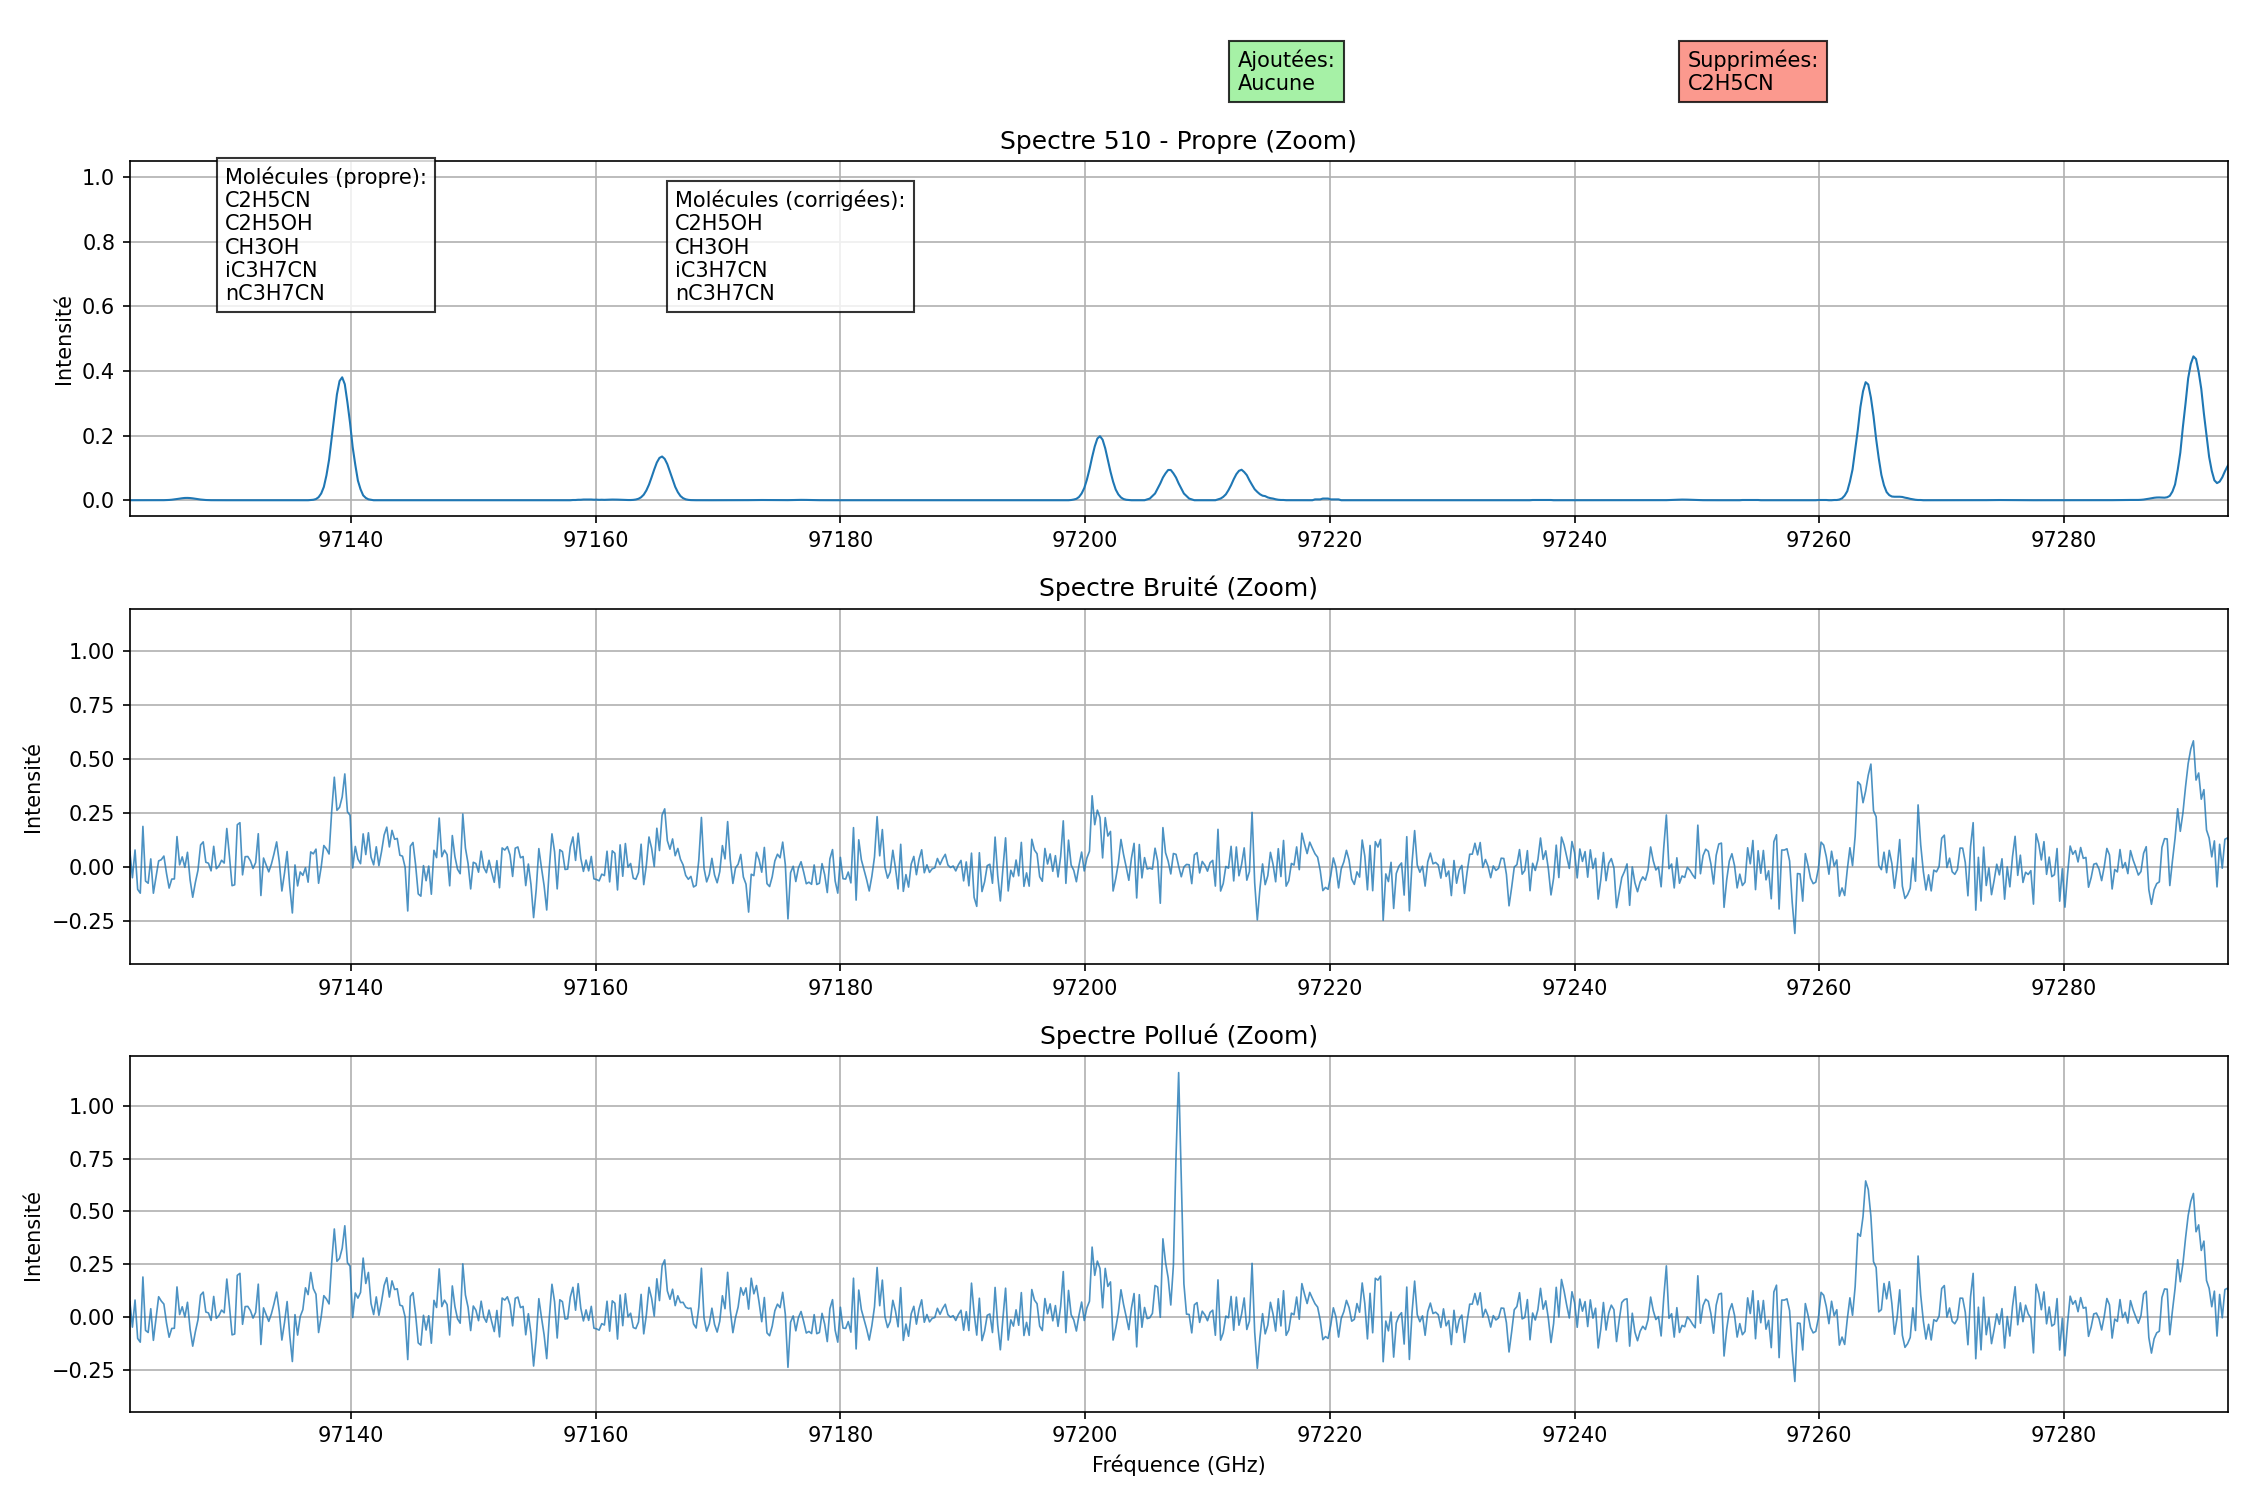 Ajoutées:
Aucune
Supprimées:
C2H5CN
Spectre 510 - Propre (Zoom)
Molécules (propre):
C2H5CN
C2H5OH
CH3OH
iC3H7CN
nC3H7CN
Molécules (corrigées):
C2H5OH
CH3OH
iC3H7CN
nC3H7CN
Intensité
1.0
0.8
0.6
0.4
0.2
0.0
97140 97160 97180 97200 97220 97240 97260 97280
Spectre Bruité (Zoom)
Intensité
1.00
0.75
0.50
0.25
0.00
−0.25
97140 97160 97180 97200 97220 97240 97260 97280
Spectre Pollué (Zoom)
Intensité
1.00
0.75
0.50
0.25
0.00
−0.25
97140 97160 97180 97200 97220 97240 97260 97280
Fréquence (GHz)